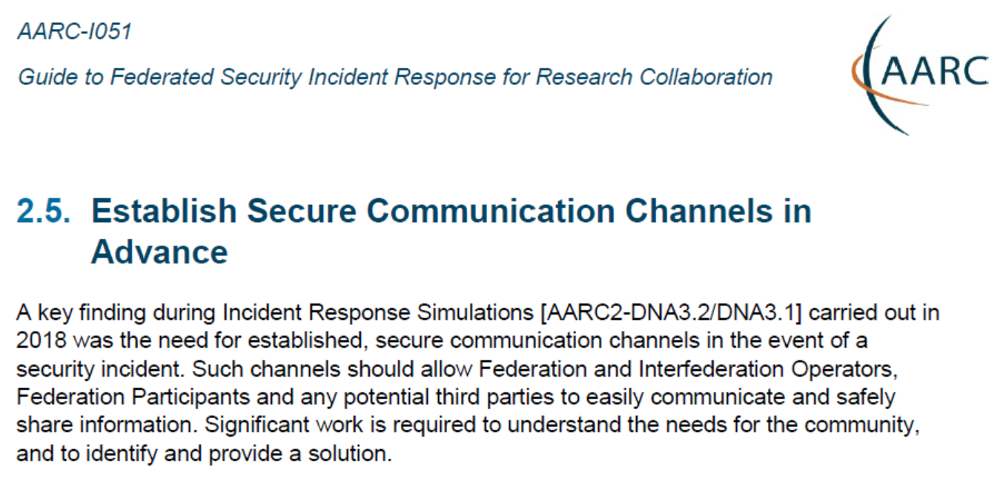 AARC-I051
Guide to Federated Security Incident Response for Research Collaboration
AARC
2.5. Establish Secure Communication Channels in
Advance
A key finding during Incident Response Simulations [AARC2-DNA3.2/DNA3.1] carried out in
2018 was the need for established, secure communication channels in the event of a
security incident. Such channels should allow Federation and Interfederation Operators,
Federation Participants and any potential third parties to easily communicate and safely
share information. Significant work is required to understand the needs for the community,
and to identify and provide a solution.